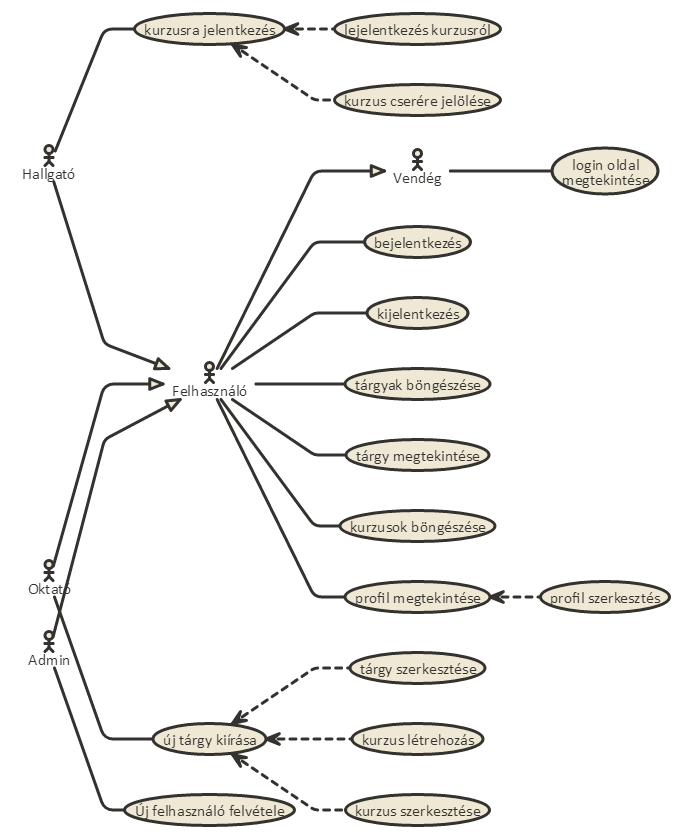 kurzusra jelentkezés
lejelentkezés kurzusról
kurzus cserére jelölése
Hallgató
Vendég
login oldal
megtekintése
bejelentkezés
kijelentkezés
Felhasználó
tárgyak böngészése
tárgy megtekintése
kurzusok böngészése
Oktató
profil megtekintése
profil szerkesztés
Admin
tárgy szerkesztése
új tárgy kiírása
kurzus létrehozás
Új felhasználó felvétele
kurzus szerkesztése